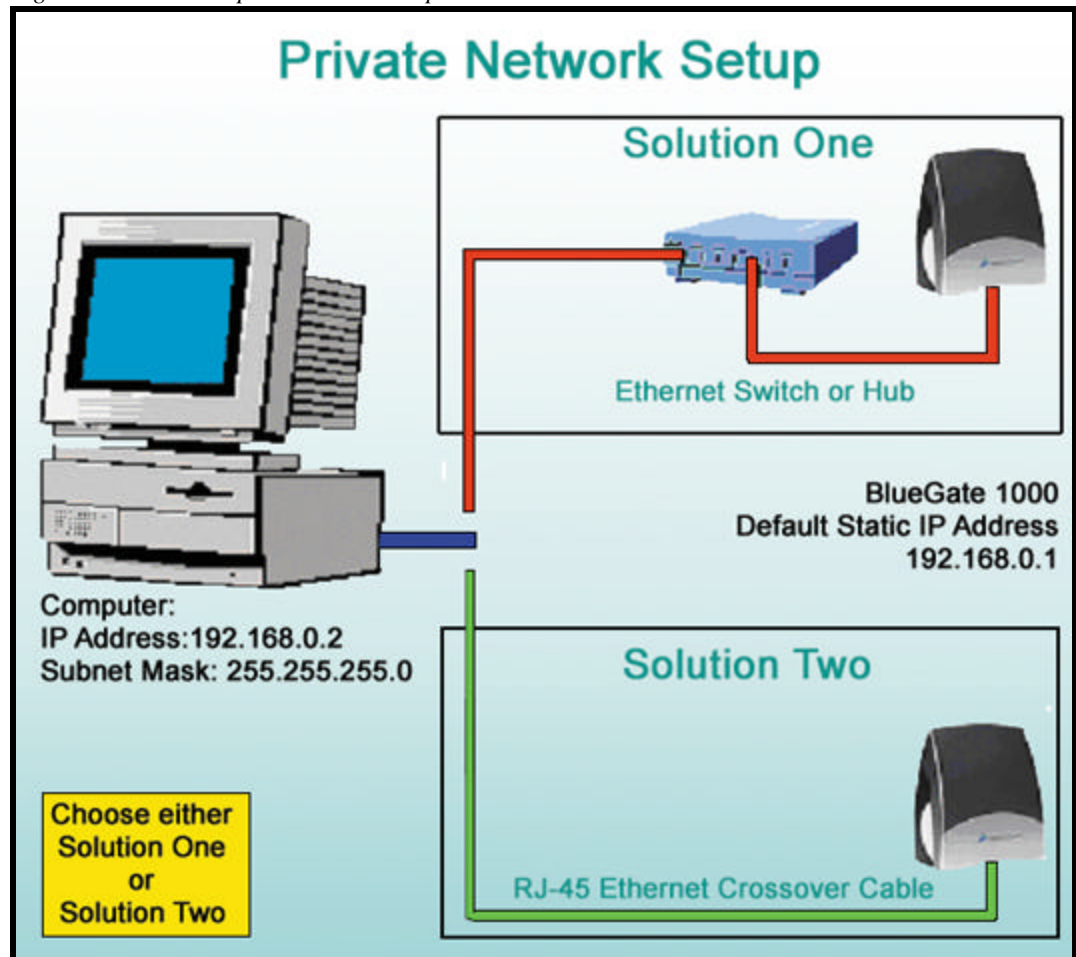 Private Network Setup
Solution One
Ethernet Switch or Hub
BlueGate 1000
Default Static IP Address
192.168.0.1
Computer:
IP Address:192.168.0.2
Subnet Mask: 255.255.255.0
Solution Two
RJ-45 Ethernet Crossover Cable
Choose either
Solution One
or
Solution Two